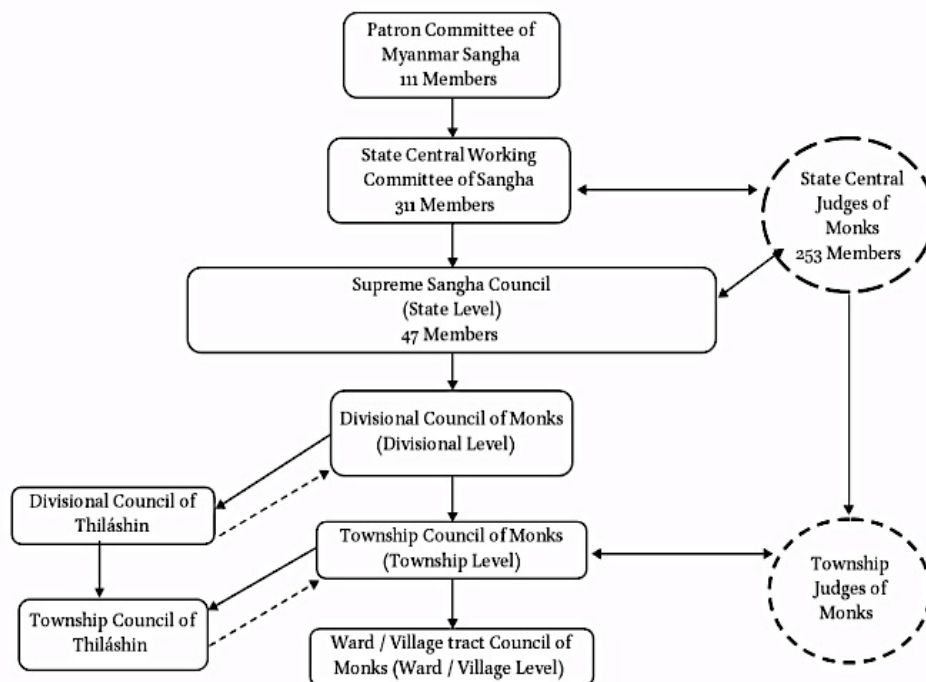 Patron Committee of
Myanmar Sangha
111 Members
State Central Working
Committee of Sangha
311 Members
State Central
Judges of
Monks
253 Members
Supreme Sangha Council
(State Level)
47 Members
Divisional Council of Monks
(Divisional Level)
Divisional Council of
Thiláshin
Township Council of Monks
(Township Level)
Township
Judges of
Monks
Township Council of
Thiláshin
Ward / Village tract Council of
Monks (Ward / Village Level)